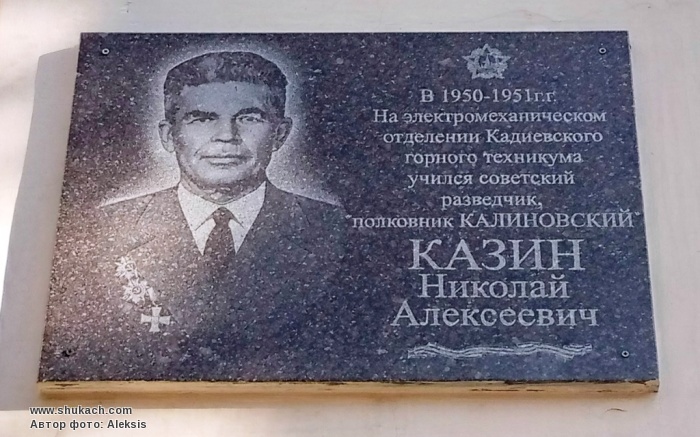 В 1950-1951г.г.
На электромеханическом
отделении Кадиевского
горного техникума
учился советский
разведчик,
"полковник КАЛИНОВСКИЙ"
КАЗИН
Николай
Алексеевич
www.shukach.com
Автор фото: Aleksis